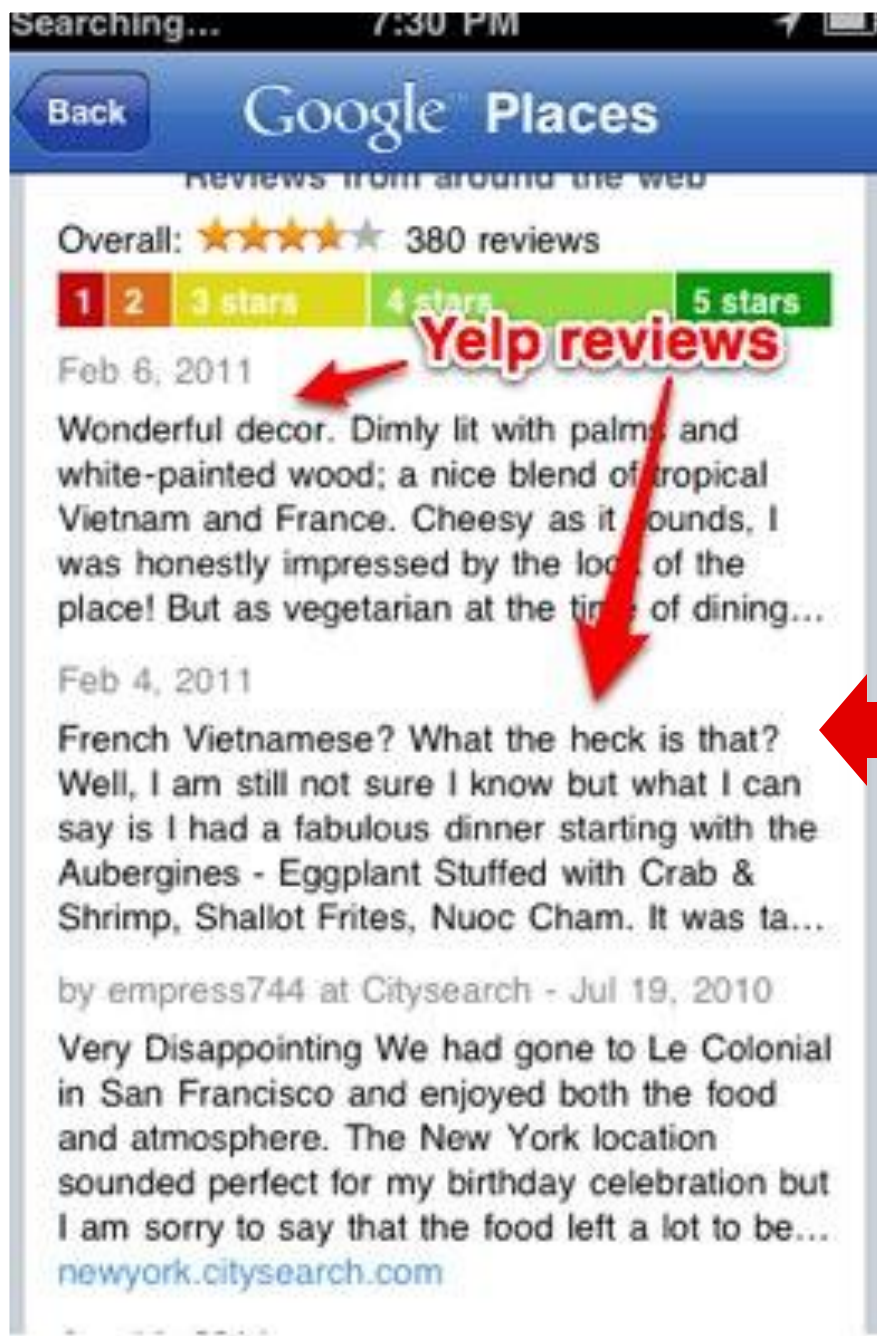 Searching... 7:30 PM
Back Google™ Places
Reviews from around the web
Overall: 380 reviews
1 2 3 stars 4 stars 5 stars
Yelp reviews
Feb 6, 2011
Wonderful decor. Dimly lit with palms and
white-painted wood; a nice blend of tropical
Vietnam and France. Cheesy as it sounds, I
was honestly impressed by the look of the
place! But as vegetarian at the time of dining...
Feb 4, 2011
French Vietnamese? What the heck is that?
Well, I am still not sure I know but what I can
say is I had a fabulous dinner starting with the
Aubergines - Eggplant Stuffed with Crab &
Shrimp, Shallot Frites, Nuoc Cham. It was ta...
by empress744 at Citysearch - Jul 19, 2010
Very Disappointing We had gone to Le Colonial
in San Francisco and enjoyed both the food
and atmosphere. The New York location
sounded perfect for my birthday celebration but
I am sorry to say that the food left a lot to be...
newyork.citysearch.com